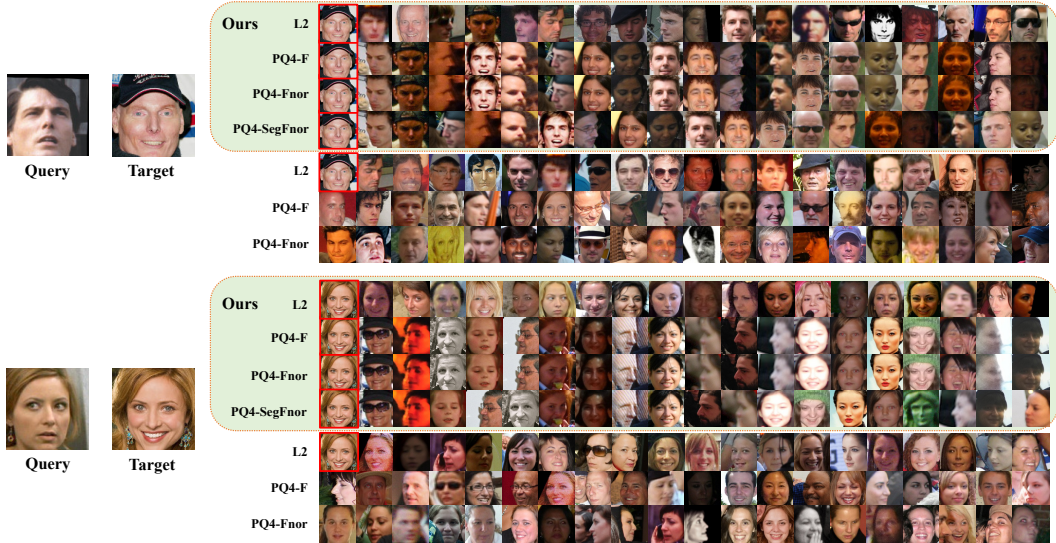 Ours L2
PQ4-F
PQ4-Fnor
PQ4-SegFnor
Query Target
L2
PQ4-F
PQ4-Fnor
Ours L2
PQ4-F
PQ4-Fnor
PQ4-SegFnor
Query Target
L2
PQ4-F
PQ4-Fnor